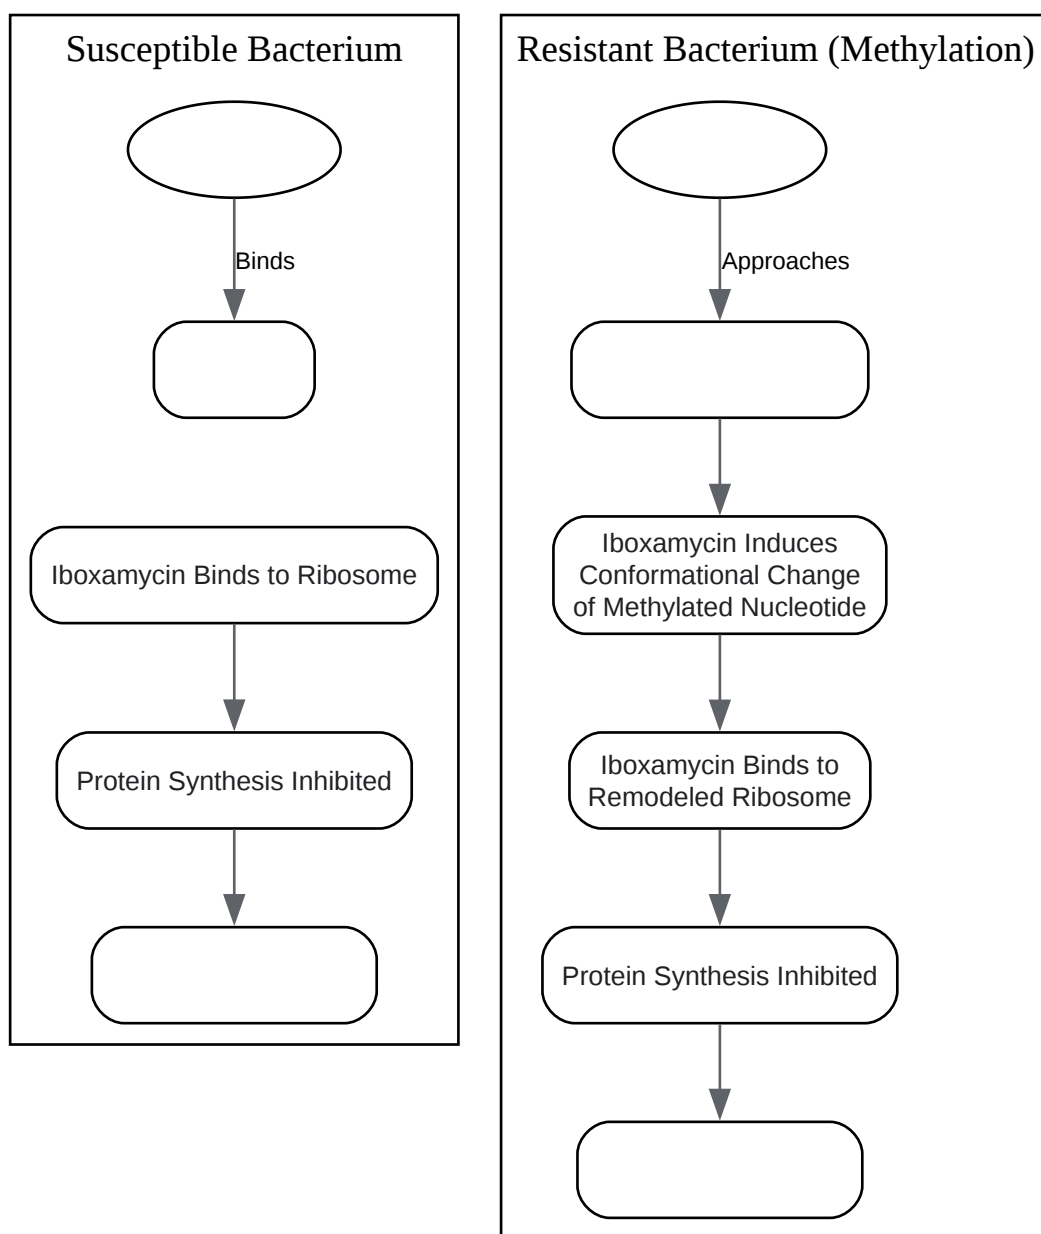 Susceptible Bacterium
Binds
Iboxamycin Binds to Ribosome
Protein Synthesis Inhibited
Resistant Bacterium (Methylation)
Approaches
Iboxamycin Induces
Conformational Change
of Methylated Nucleotide
Iboxamycin Binds to
Remodeled Ribosome
Protein Synthesis Inhibited